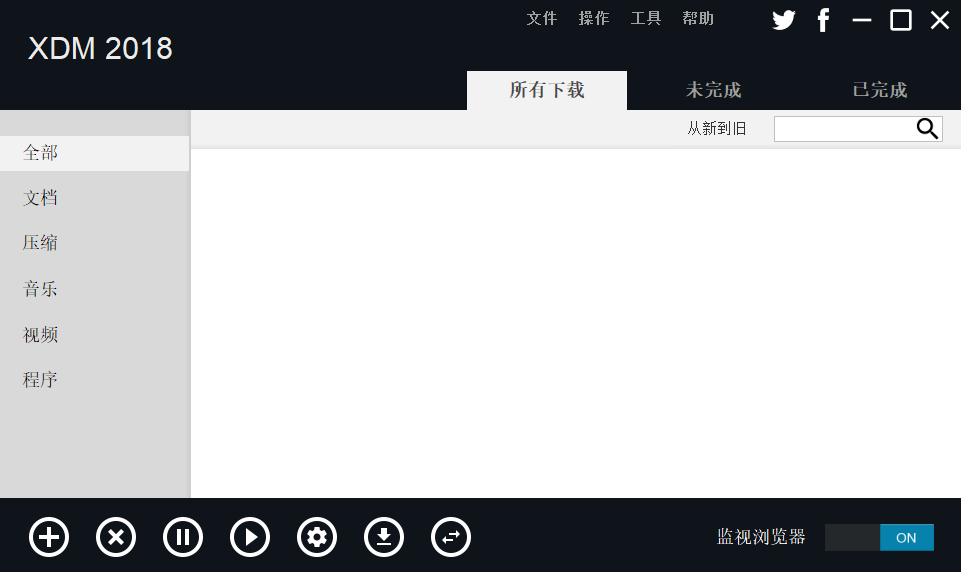 文件 操作 工具 帮助
XDM 2018
所有下载 未完成 已完成
从新到旧
全部
文档
压缩
音乐
视频
程序
监视浏览器 ON